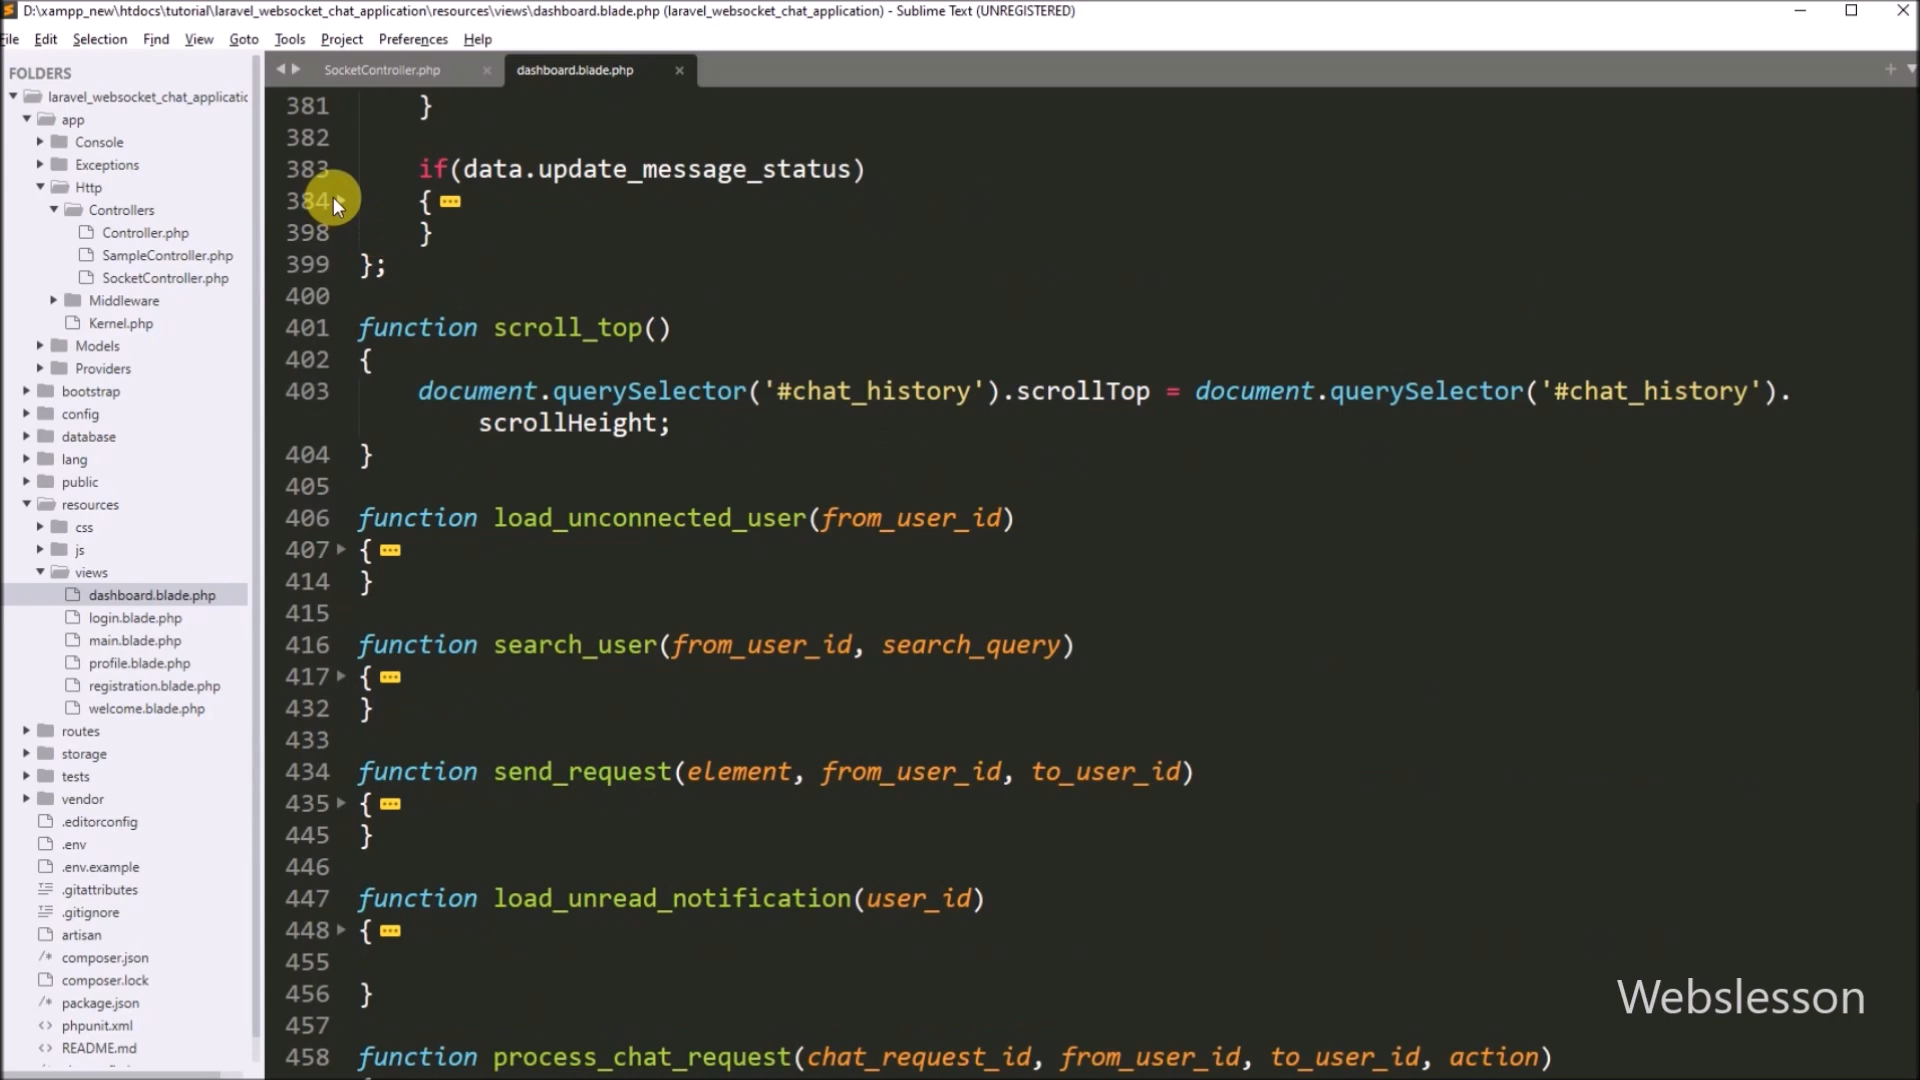 D:\xampp_new\htdocs\tutorial\laravel_websocket_chat_application\resources\views\dashboard.blade.php (laravel_websocket_chat_application) - Sublime Text (UNREGISTERED)
File Edit Selection Find View Goto Tools Project Preferences Help
FOLDERS
laravel_websocket_chat_applicatic
app
Console
Exceptions
Http
Controllers
Controller.php
SampleController.php
SocketController.php
Middleware
Kernel.php
Models
Providers
bootstrap
config
database
lang
public
resources
css
js
views
dashboard.blade.php
login.blade.php
main.blade.php
profile.blade.php
registration.blade.php
welcome.blade.php
routes
storage
tests
vendor
.editorconfig
.env
.env.example
.gitattributes
.gitignore
artisan
composer.json
composer.lock
package.json
phpunit.xml
README.md
SocketController.php
dashboard.blade.php
381 }
382
383 if(data.update_message_status)
384 {
398 }
399 };
400
401 function scroll_top()
402 {
403 document.querySelector('#chat_history').scrollTop = document.querySelector('#chat_history').
scrollHeight;
404 }
405
406 function load_unconnected_user(from_user_id)
407 {
414 }
415
416 function search_user(from_user_id, search_query)
417 {
432 }
433
434 function send_request(element, from_user_id, to_user_id)
435 {
445 }
446
447 function load_unread_notification(user_id)
448 {
455
456 }
457
458 function process_chat_request(chat_request_id, from_user_id, to_user_id, action)
Webslesson